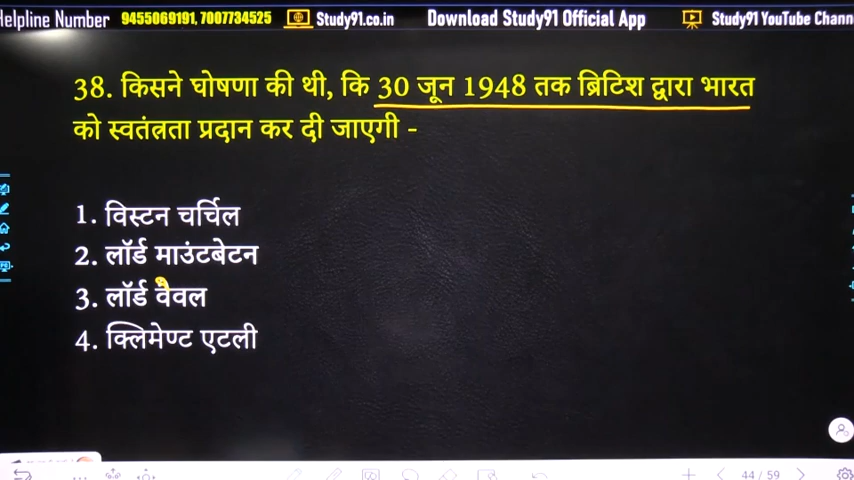 Helpline Number 9455069191, 7007734525 Study91.co.in Download Study91 Official App Study91 YouTube Chann
38. किसने घोषणा की थी, कि 30 जून 1948 तक ब्रिटिश द्वारा भारत
को स्वतंत्रता प्रदान कर दी जाएगी -
1. विस्टन चर्चिल
2. लॉर्ड माउंटबेटन
3. लॉर्ड वैवल
4. क्लिमेण्ट एटली
44 / 59